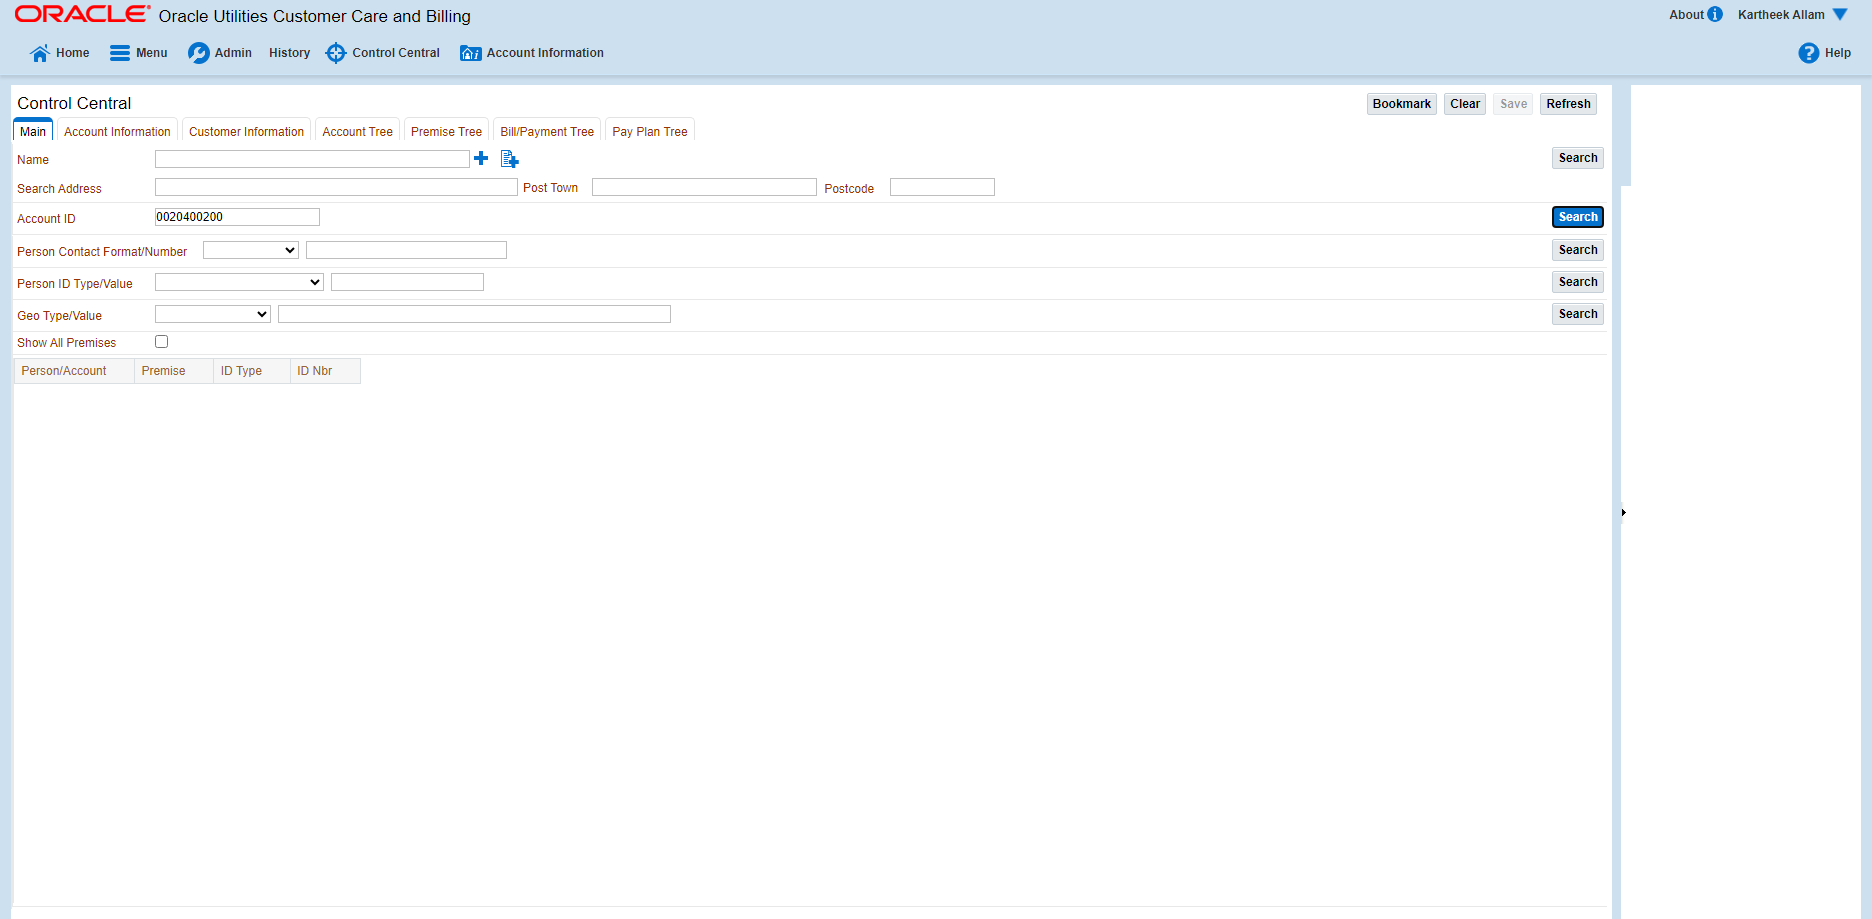 ORACLE Oracle Utilities Customer Care and Billing
About Kartheek Allam
Home Menu Admin History Control Central Account Information Help
Control Central
Bookmark Clear Save Refresh
Main Account Information Customer Information Account Tree Premise Tree Bill/Payment Tree Pay Plan Tree
Name Search
Search Address Post Town Postcode
Account ID 0020400200 Search
Person Contact Format/Number Search
Person ID Type/Value Search
Geo Type/Value Search
Show All Premises
Person/Account Premise ID Type ID Nbr